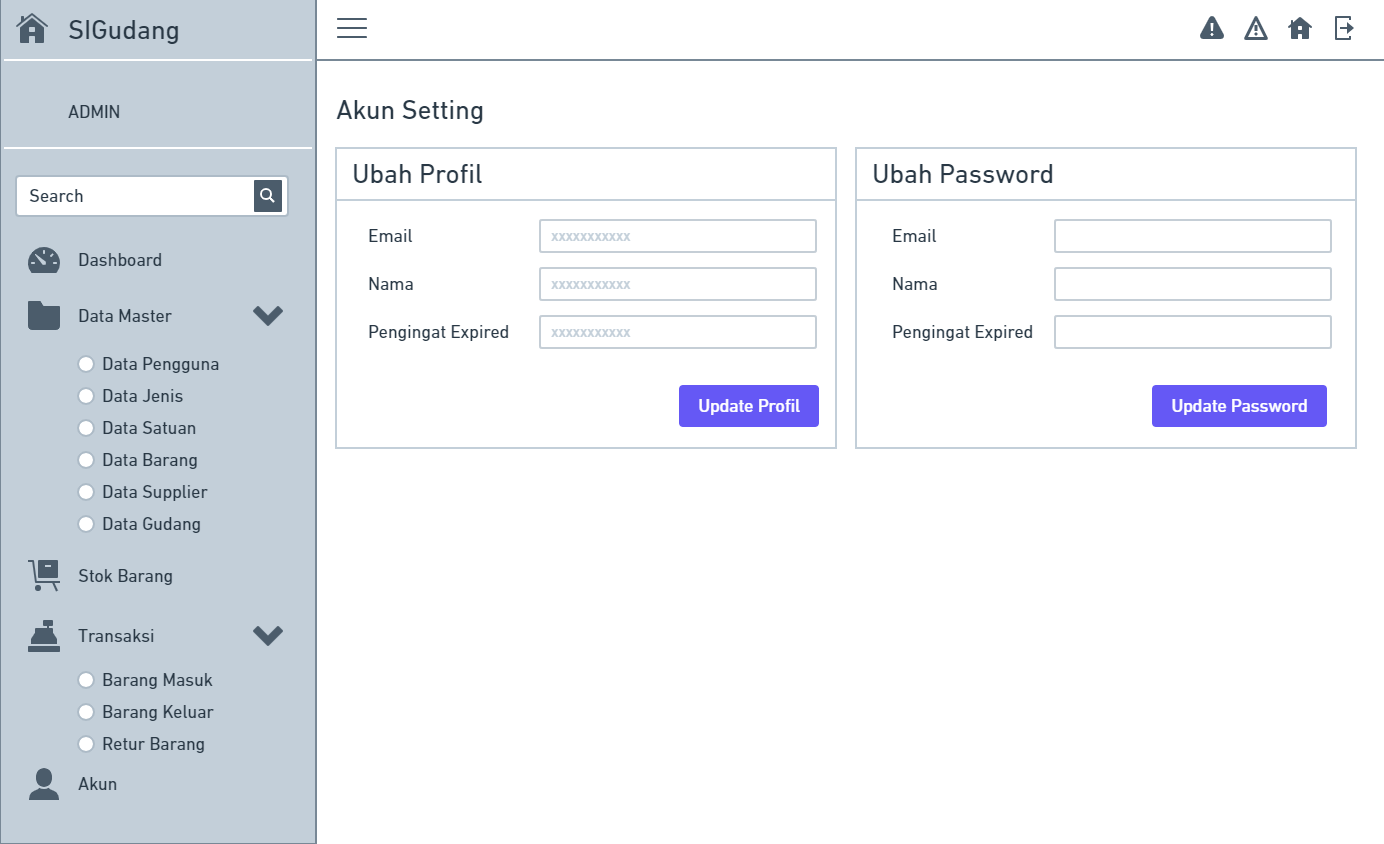 SIGudang
ADMIN
Search
Dashboard
Data Master
Data Pengguna
Data Jenis
Data Satuan
Data Barang
Data Supplier
Data Gudang
Stok Barang
Transaksi
Barang Masuk
Barang Keluar
Retur Barang
Akun
Akun Setting
Ubah Profil
Email xxxxxxxxxxx
Nama xxxxxxxxxxx
Pengingat Expired xxxxxxxxxxx
Update Profil
Ubah Password
Email
Nama
Pengingat Expired
Update Password